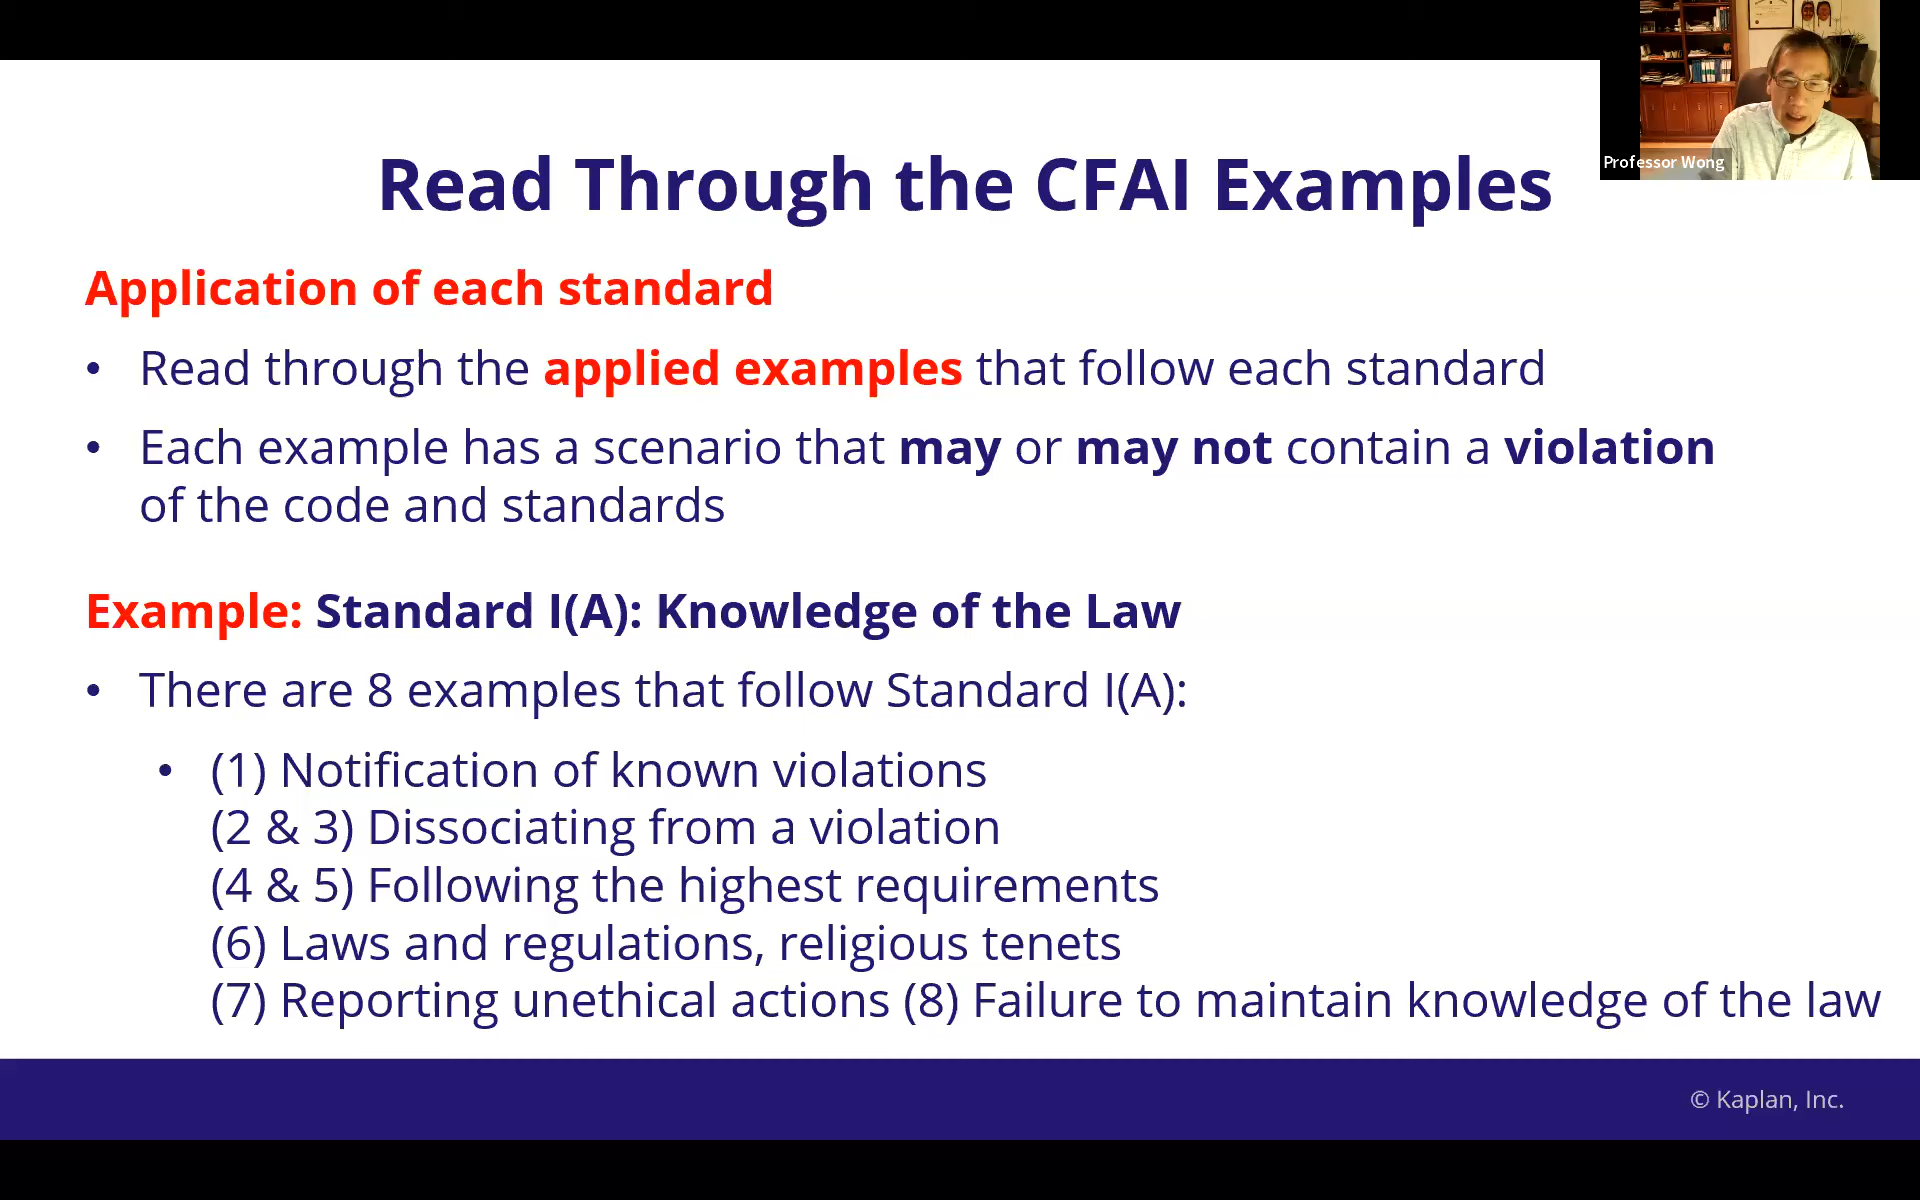 Professor Wong
Read Through the CFAI Examples
Application of each standard
• Read through the applied examples that follow each standard
• Each example has a scenario that may or may not contain a violation
of the code and standards
Example: Standard I(A): Knowledge of the Law
• There are 8 examples that follow Standard I(A):
• (1) Notification of known violations
(2 & 3) Dissociating from a violation
(4 & 5) Following the highest requirements
(6) Laws and regulations, religious tenets
(7) Reporting unethical actions (8) Failure to maintain knowledge of the law
© Kaplan, Inc.